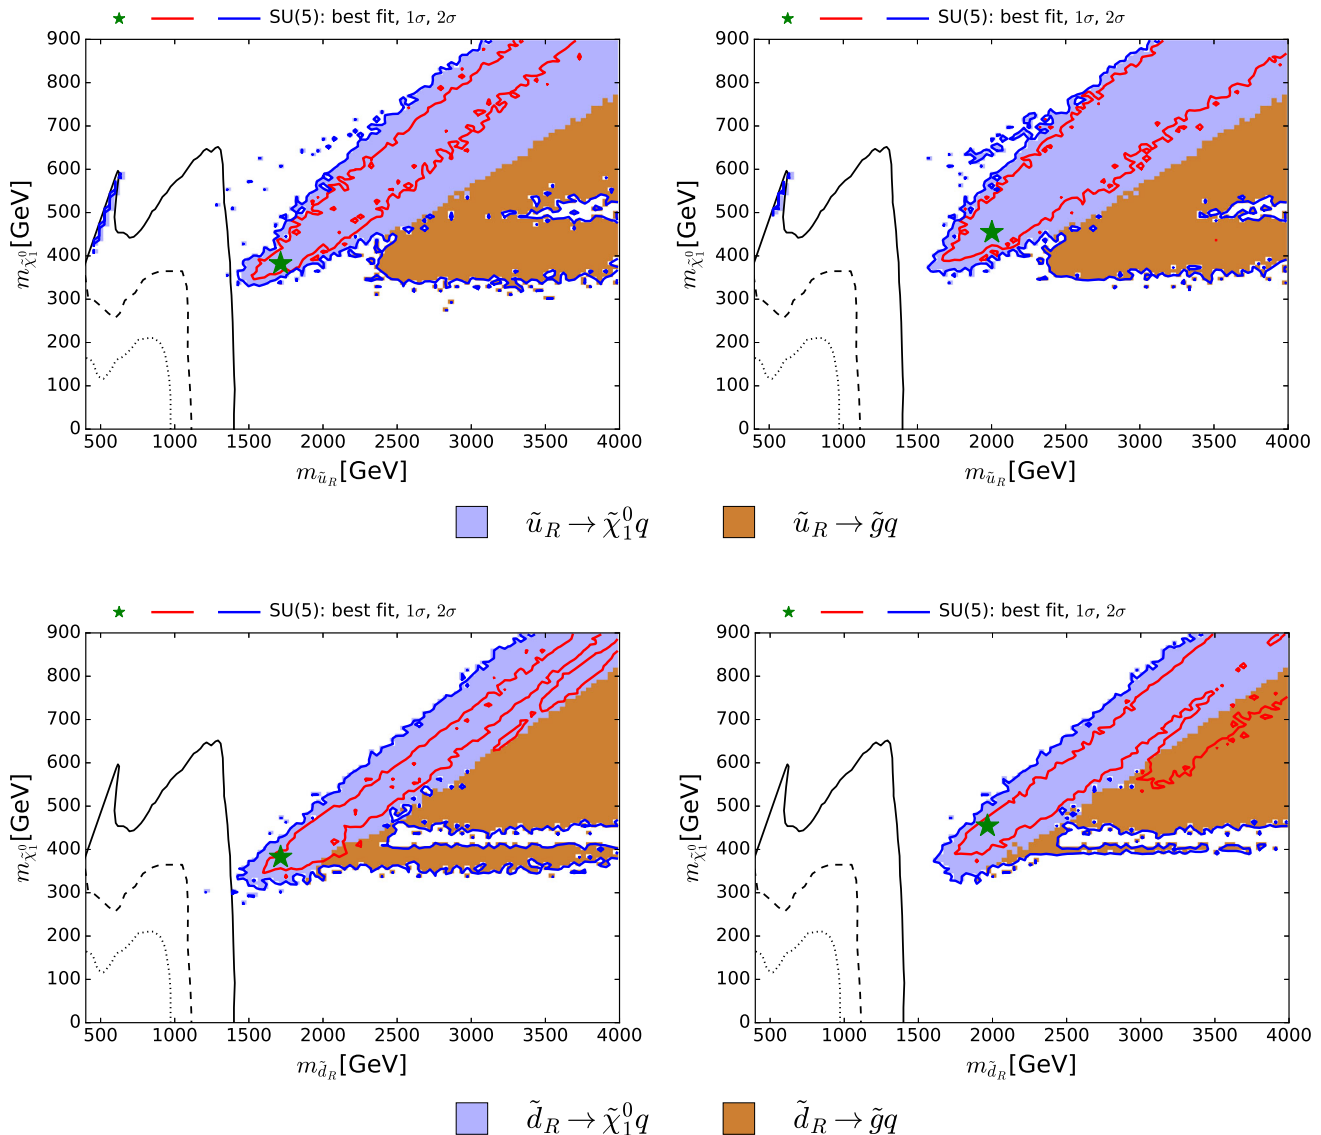 SU(5): best fit, 1σ, 2σ SU(5): best fit, 1σ, 2σ
900 900
800 800
700 700
600 600
500 500
400 400
300 300
200 200
100 100
0 0
m_{χ̃₁⁰}[GeV] m_{χ̃₁⁰}[GeV]
500 1000 1500 2000 2500 3000 3500 4000 500 1000 1500 2000 2500 3000 3500 4000
m_{ũ_R}[GeV] m_{ũ_R}[GeV]
ũ_R → χ̃₁⁰q ũ_R → g̃q
SU(5): best fit, 1σ, 2σ SU(5): best fit, 1σ, 2σ
900 900
800 800
700 700
600 600
500 500
400 400
300 300
200 200
100 100
0 0
m_{χ̃₁⁰}[GeV] m_{χ̃₁⁰}[GeV]
500 1000 1500 2000 2500 3000 3500 4000 500 1000 1500 2000 2500 3000 3500 4000
m_{d̃_R}[GeV] m_{d̃_R}[GeV]
d̃_R → χ̃₁⁰q d̃_R → g̃q